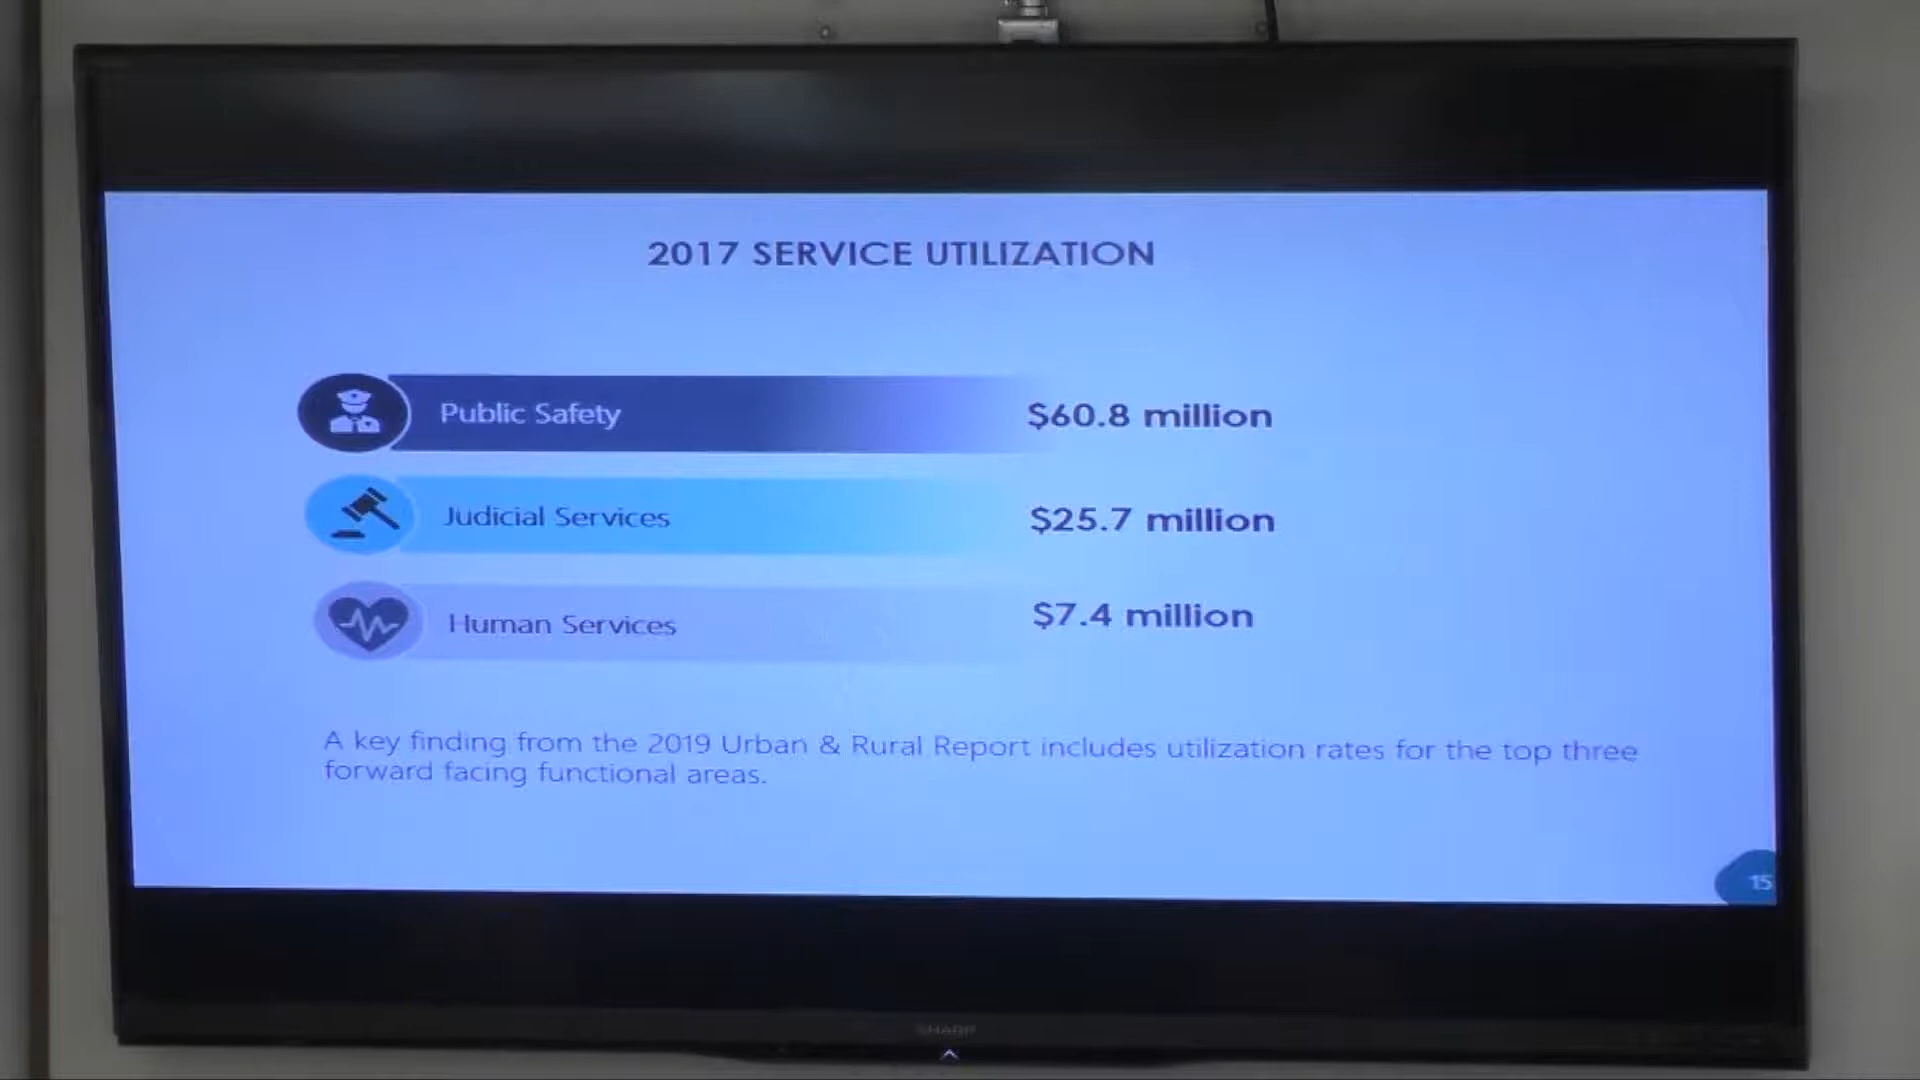 2017 SERVICE UTILIZATION
Public Safety
$60.8 million
Judicial Services
$25.7 million
Human Services
$7.4 million
A key finding from the 2019 Urban & Rural Report includes utilization rates for the top three
forward facing functional areas.
15
SHARP